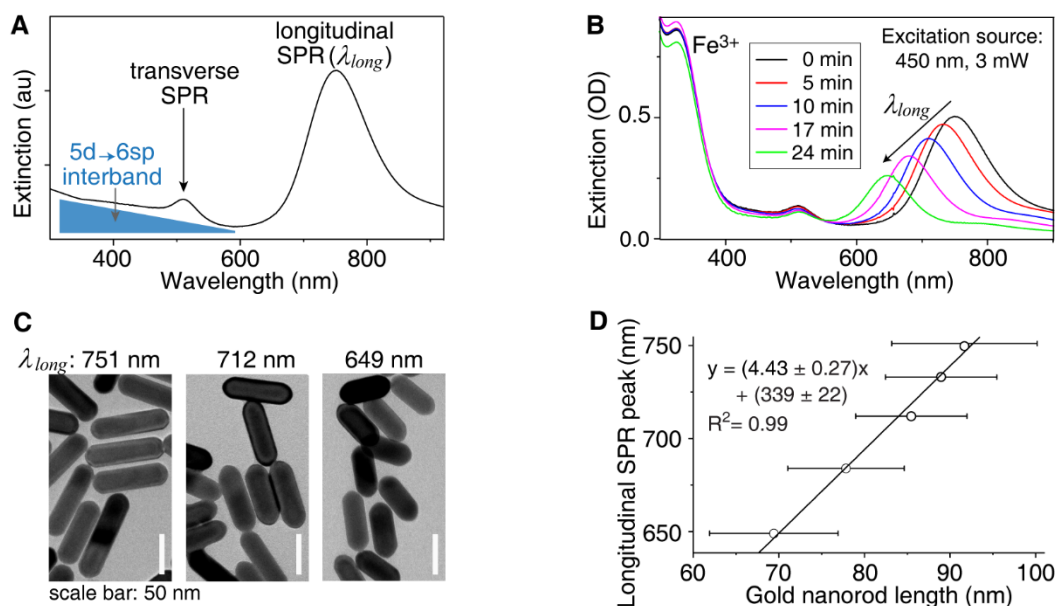 A
longitudinal
SPR (λlong)
transverse
SPR
5d→6sp
interband
Extinction (au)
400 600 800
Wavelength (nm)
B
Fe³⁺
0 min
5 min
10 min
17 min
24 min
Excitation source:
450 nm, 3 mW
λlong
Extinction (OD)
0.5
0.0
400 600 800
Wavelength (nm)
C
λlong: 751 nm 712 nm 649 nm
scale bar: 50 nm
D
Longitudinal SPR peak (nm)
750
700
650
y = (4.43 ± 0.27)x
+ (339 ± 22)
R²= 0.99
60 70 80 90 100
Gold nanorod length (nm)